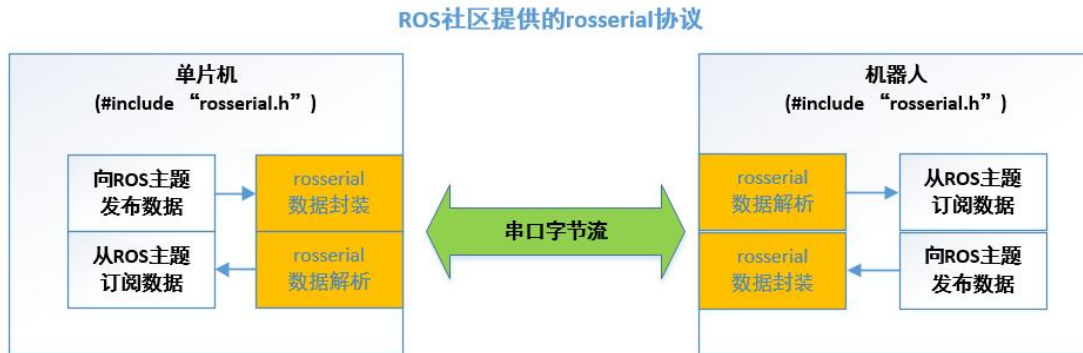 ROS社区提供的rosserial协议
单片机
(#include “rosserial.h”)
向ROS主题
发布数据
rosserial
数据封装
从ROS主题
订阅数据
rosserial
数据解析
串口字节流
机器人
(#include “rosserial.h”)
rosserial
数据解析
从ROS主题
订阅数据
rosserial
数据封装
向ROS主题
发布数据